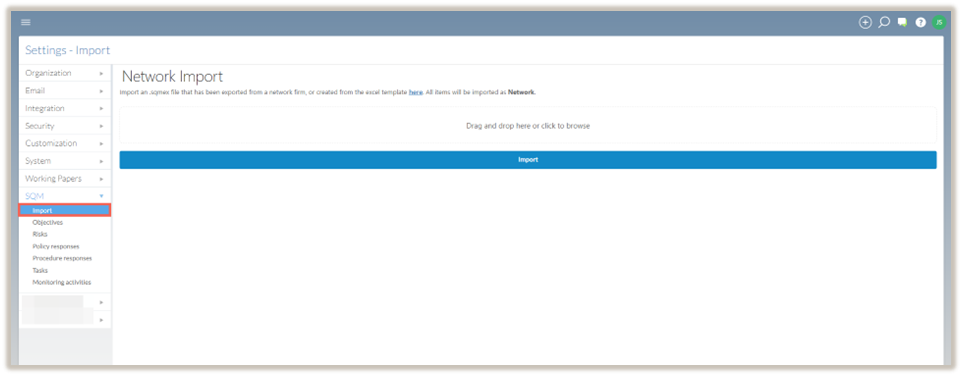 JS
Settings - Import
Organization
Email
Integration
Security
Customization
System
Working Papers
SQM
Import
Objectives
Risks
Policy responses
Procedure responses
Tasks
Monitoring activities
Network Import
Import an .sqmex file that has been exported from a network firm, or created from the excel template here. All items will be imported as Network.
Drag and drop here or click to browse
Import